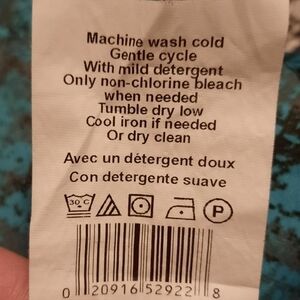 Machine wash cold
Gentle cycle
With mild detergent
Only non-chlorine bleach
when needed
Tumble dry low
Cool iron if needed
Or dry clean
Avec un détergent doux
Con detergente suave
30 C P
0 20916 52922 8